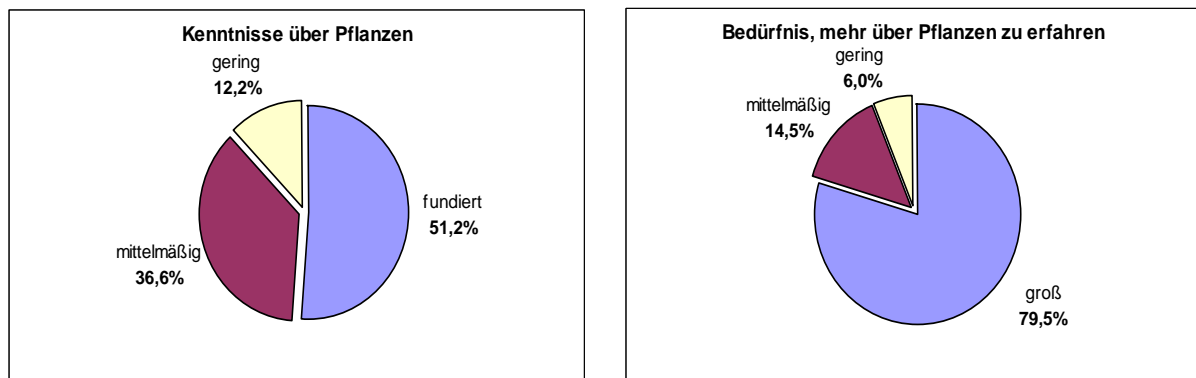 Kenntnisse über Pflanzen
gering
12,2%
fundiert
51,2%
mittelmäßig
36,6%
Bedürfnis, mehr über Pflanzen zu erfahren
gering
6,0%
mittelmäßig
14,5%
groß
79,5%